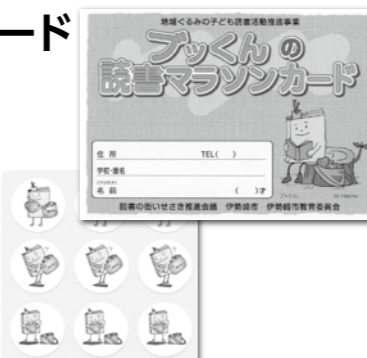 ード
地域ぐるみの子ども読書活動推進事業
ブッくんの
読書マラソンカード
住 所 TEL( )
学校・園名
名 前 ( )才
図書の街いせさき推進会議 伊勢崎市 伊勢崎市教育委員会